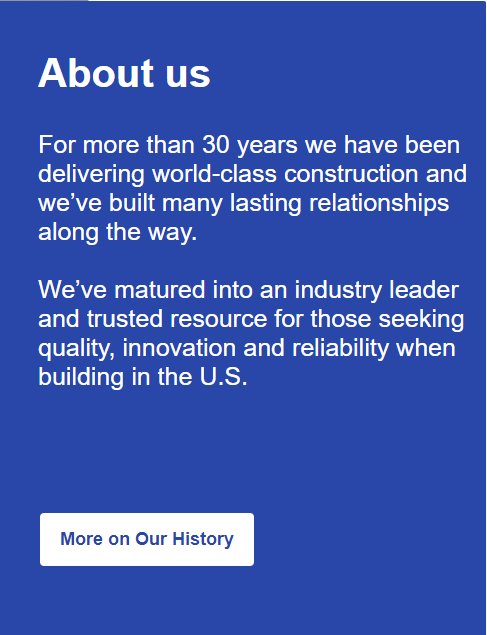 About us
For more than 30 years we have been
delivering world-class construction and
we’ve built many lasting relationships
along the way.
We’ve matured into an industry leader
and trusted resource for those seeking
quality, innovation and reliability when
building in the U.S.
More on Our History